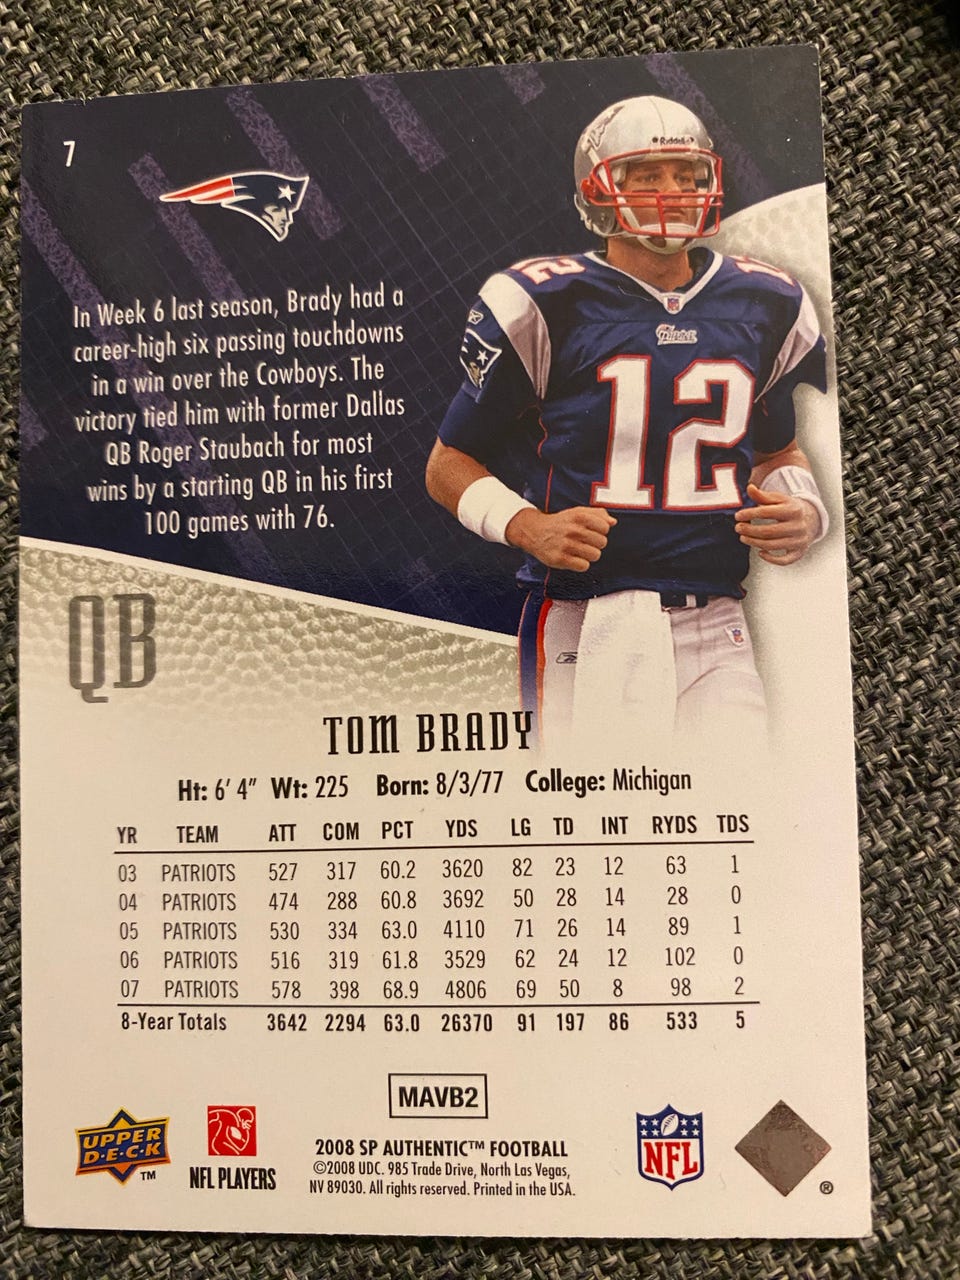 7
Riddell
12
12
Patriots
12
In Week 6 last season, Brady had a
career-high six passing touchdowns
in a win over the Cowboys. The
victory tied him with former Dallas
QB Roger Staubach for most
wins by a starting QB in his first
100 games with 76.
QB
TOM BRADY
Ht: 6' 4" Wt: 225 Born: 8/3/77 College: Michigan
YR TEAM ATT COM PCT YDS LG TD INT RYDS TDS
03 PATRIOTS 527 317 60.2 3620 82 23 12 63 1
04 PATRIOTS 474 288 60.8 3692 50 28 14 28 0
05 PATRIOTS 530 334 63.0 4110 71 26 14 89 1
06 PATRIOTS 516 319 61.8 3529 62 24 12 102 0
07 PATRIOTS 578 398 68.9 4806 69 50 8 98 2
8-Year Totals 3642 2294 63.0 26370 91 197 86 533 5
MAVB2
UPPER
D·E·C·K
TM
NFL PLAYERS
2008 SP AUTHENTIC™ FOOTBALL
©2008 UDC. 985 Trade Drive, North Las Vegas,
NV 89030. All rights reserved. Printed in the USA.
NFL
®